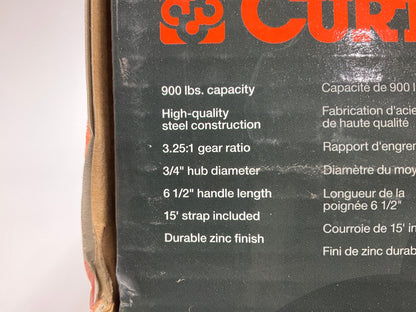 CURT
900 lbs. capacity
High-quality
steel construction
3.25:1 gear ratio
3/4" hub diameter
6 1/2" handle length
15' strap included
Durable zinc finish
Capacité de 900 l
Fabrication d'acie
de haute qualité
Rapport d'engren
Diamètre du moy
Longueur de la
poignée 6 1/2"
Courroie de 15' in
Fini de zinc durab